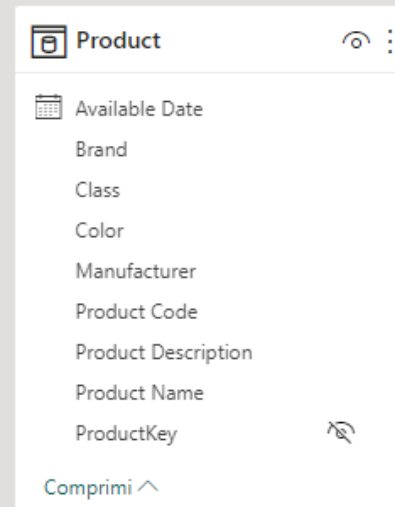 Product
Available Date
Brand
Class
Color
Manufacturer
Product Code
Product Description
Product Name
ProductKey
Comprimi